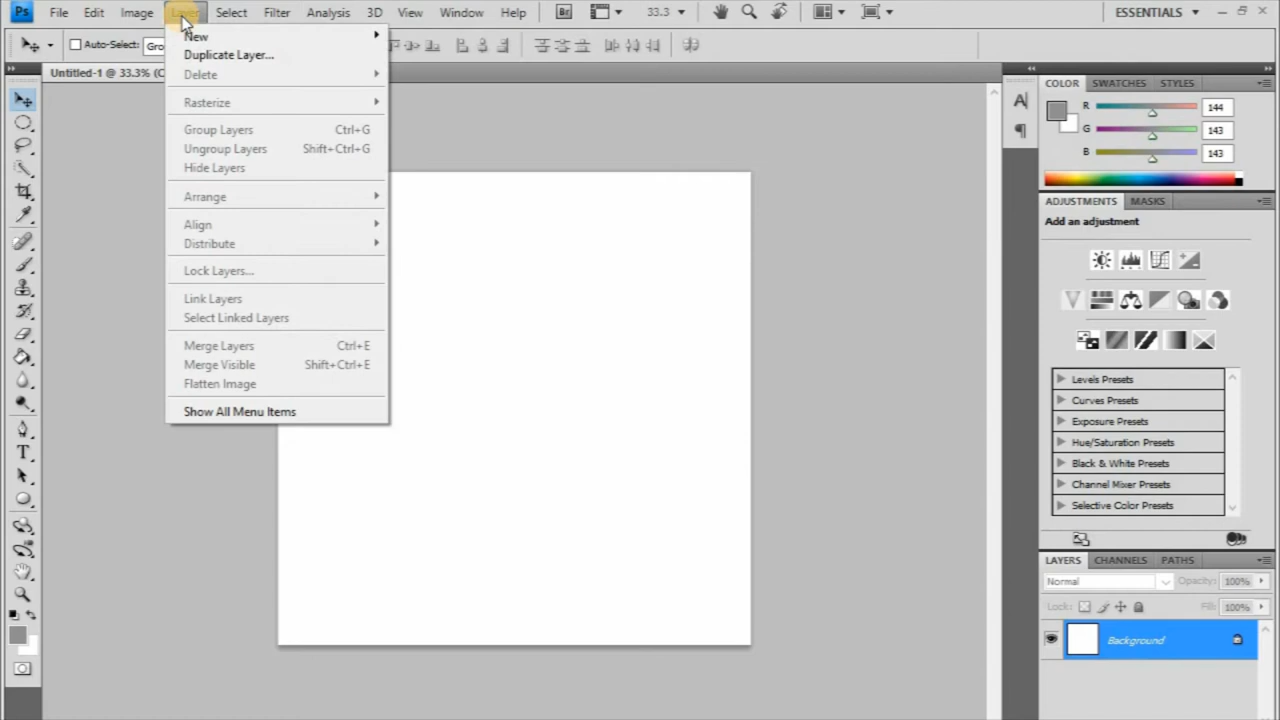 Ps File Edit Image Layer Select Filter Analysis 3D View Window Help Br 33.3 ESSENTIALS
Auto-Select: Gro
Untitled-1 @ 33.3% (C
New
Duplicate Layer...
Delete
Rasterize
Group Layers Ctrl+G
Ungroup Layers Shift+Ctrl+G
Hide Layers
Arrange
Align
Distribute
Lock Layers...
Link Layers
Select Linked Layers
Merge Layers Ctrl+E
Merge Visible Shift+Ctrl+E
Flatten Image
Show All Menu Items
T
A
COLOR SWATCHES STYLES
R 144
G 143
B 143
ADJUSTMENTS MASKS
Add an adjustment
Levels Presets
Curves Presets
Exposure Presets
Hue/Saturation Presets
Black & White Presets
Channel Mixer Presets
Selective Color Presets
LAYERS CHANNELS PATHS
Normal Opacity: 100%
Lock: Fill: 100%
Background